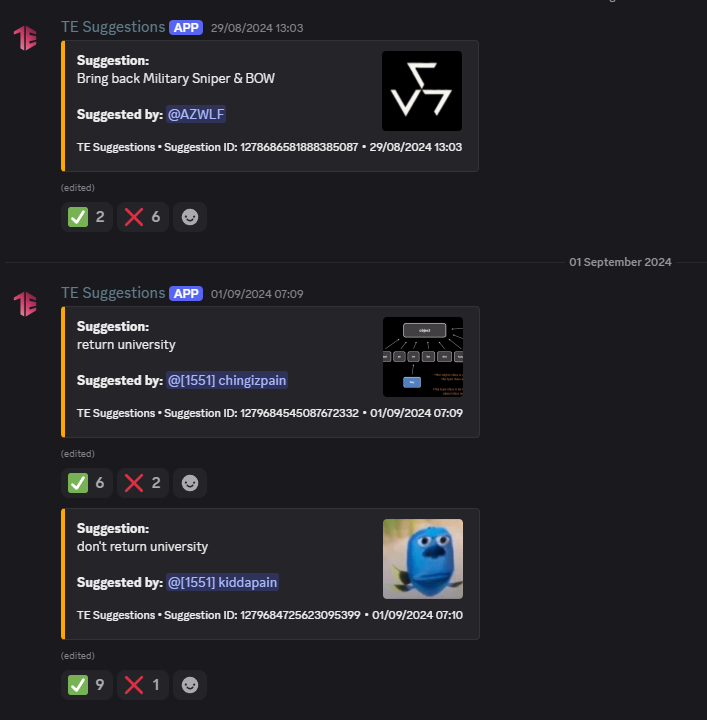 TE Suggestions APP 29/08/2024 13:03
Suggestion:
Bring back Military Sniper & BOW
Suggested by: @AZWLF
TE Suggestions • Suggestion ID: 1278686581888385087 • 29/08/2024 13:03
(edited)
2 6
01 September 2024
TE Suggestions APP 01/09/2024 07:09
Suggestion:
return university
object
Suggested by: @[1551] chingizpain
TE Suggestions • Suggestion ID: 1279684545087672332 • 01/09/2024 07:09
(edited)
6 2
Suggestion:
don't return university
Suggested by: @[1551] kiddapain
TE Suggestions • Suggestion ID: 1279684725623095399 • 01/09/2024 07:10
(edited)
9 1